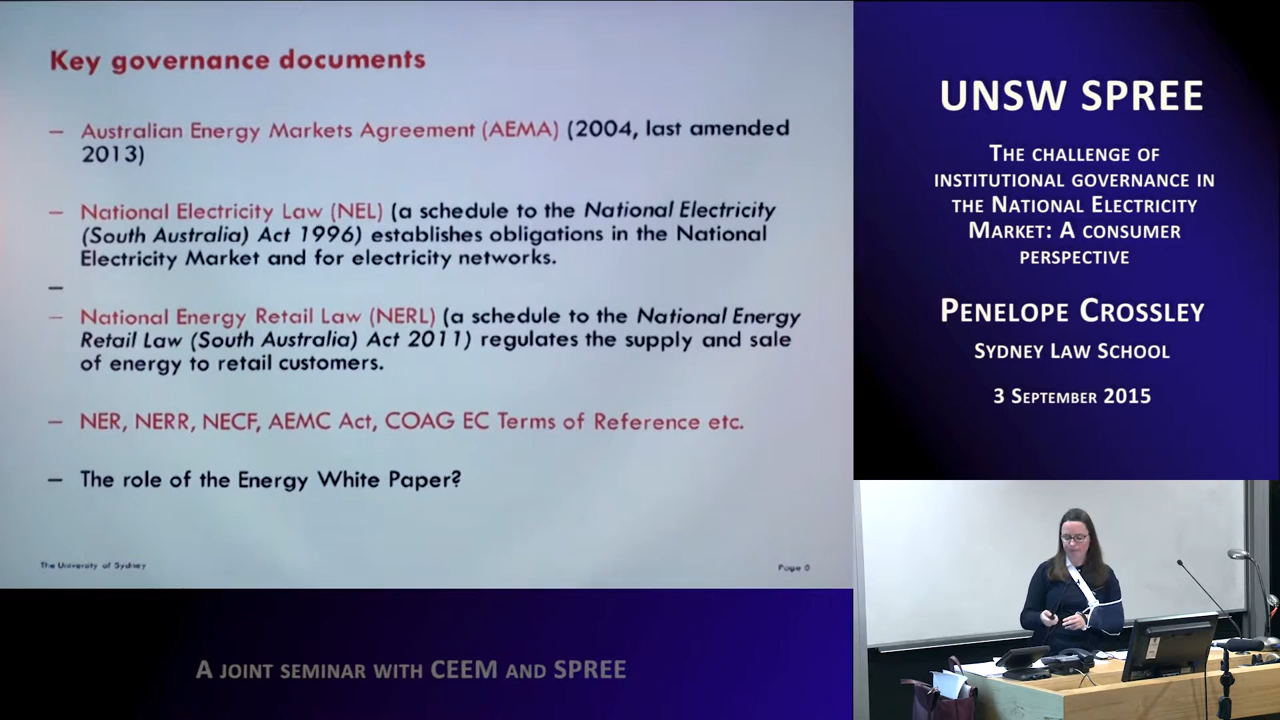 Key governance documents
– Australian Energy Markets Agreement (AEMA) (2004, last amended
2013)
– National Electricity Law (NEL) (a schedule to the National Electricity
(South Australia) Act 1996) establishes obligations in the National
Electricity Market and for electricity networks.
–
– National Energy Retail Law (NERL) (a schedule to the National Energy
Retail Law (South Australia) Act 2011) regulates the supply and sale
of energy to retail customers.
– NER, NERR, NECF, AEMC Act, COAG EC Terms of Reference etc.
– The role of the Energy White Paper?
The University of Sydney
Page 0
UNSW SPREE
The challenge of
institutional governance in
the National Electricity
Market: A consumer
perspective
Penelope Crossley
Sydney Law School
3 September 2015
A joint seminar with CEEM and SPREE